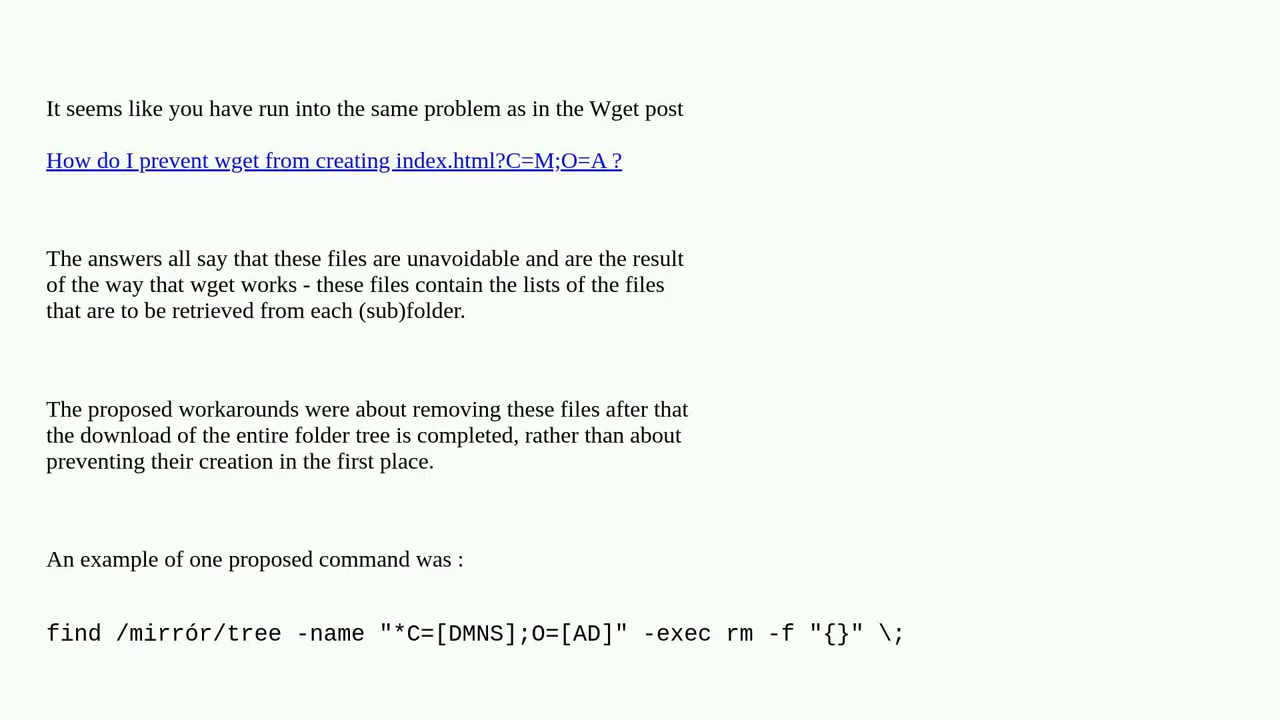 It seems like you have run into the same problem as in the Wget post
How do I prevent wget from creating index.html?C=M;O=A ?
The answers all say that these files are unavoidable and are the result
of the way that wget works - these files contain the lists of the files
that are to be retrieved from each (sub)folder.
The proposed workarounds were about removing these files after that
the download of the entire folder tree is completed, rather than about
preventing their creation in the first place.
An example of one proposed command was :
find /mirrór/tree -name "*C=[DMNS];O=[AD]" -exec rm -f "{}" \;